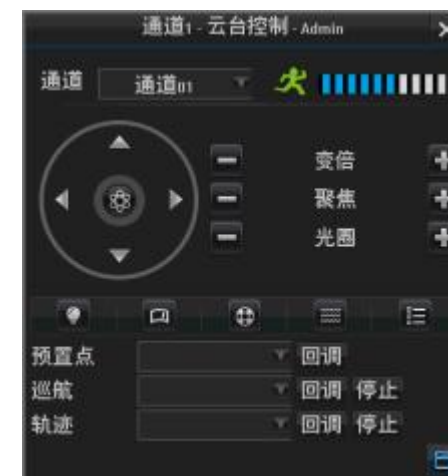 通道1 - 云台控制 - Admin
通道 通道01
变倍
聚焦
光圈
预置点 回调
巡航 回调 停止
轨迹 回调 停止